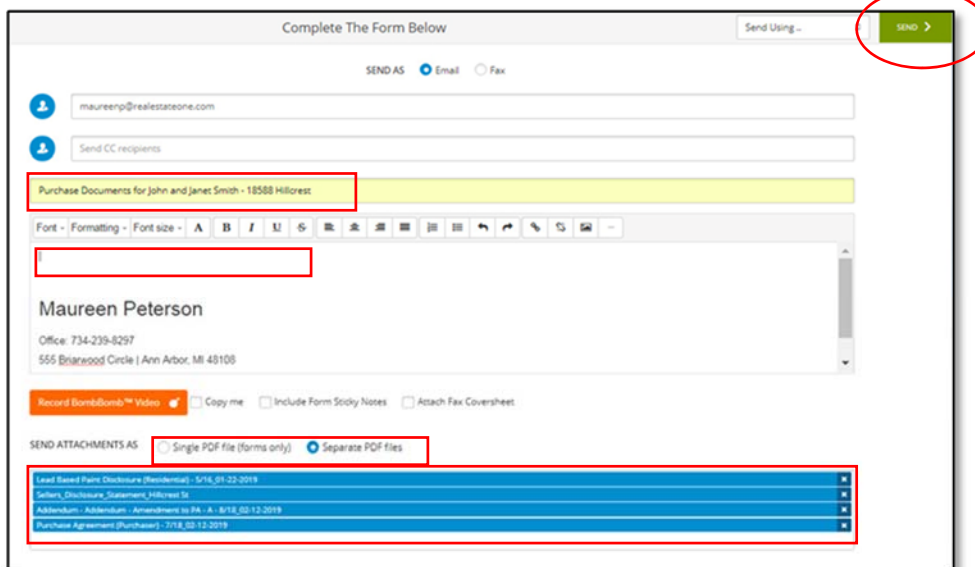 Complete The Form Below
Send Using ..
SEND
SEND AS Email Fax
maureenp@realestateone.com
Send CC recipients
Purchase Documents for John and Janet Smith - 18588 Hillcrest
Font - Formatting - Font size - A B I U S
Maureen Peterson
Office: 734-239-8297
555 Briarwood Circle | Ann Arbor, MI 48108
Record BombBomb™ Video Copy me Include Form Sticky Notes Attach Fax Coversheet
SEND ATTACHMENTS AS Single PDF file (forms only) Separate PDF files
Lead Based Paint Disclosure (Residential) - 5/16_01-22-2019
Sellers_Disclosure_Statement_Hillcrest St
Addendum - Addendum - Amendment to PA - A - 8/18_02-12-2019
Purchase Agreement (Purchaser) - 7/18_02-12-2019